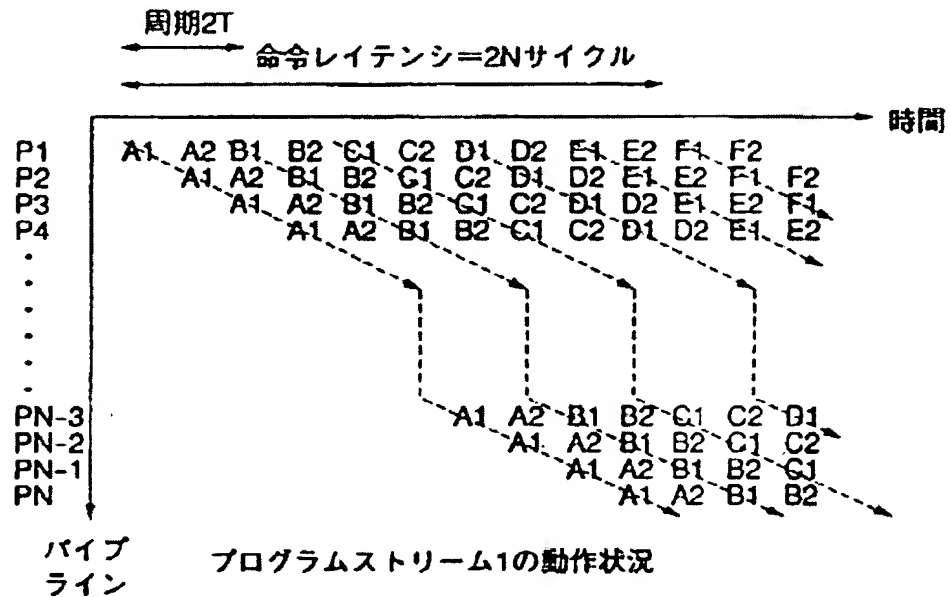 周期2T
命令レイテンシ=2Nサイクル
時間
P1 A1 A2 B1 B2 C1 C2 D1 D2 E1 E2 F1 F2
P2 A1 A2 B1 B2 C1 C2 D1 D2 E1 E2 F1 F2
P3 A1 A2 B1 B2 C1 C2 D1 D2 E1 E2 F1
P4 A1 A2 B1 B2 C1 C2 D1 D2 E1 E2
PN-3 A1 A2 B1 B2 C1 C2 D1
PN-2 A1 A2 B1 B2 C1 C2
PN-1 A1 A2 B1 B2 C1
PN A1 A2 B1 B2
パイプ
ライン
プログラムストリーム1の動作状況